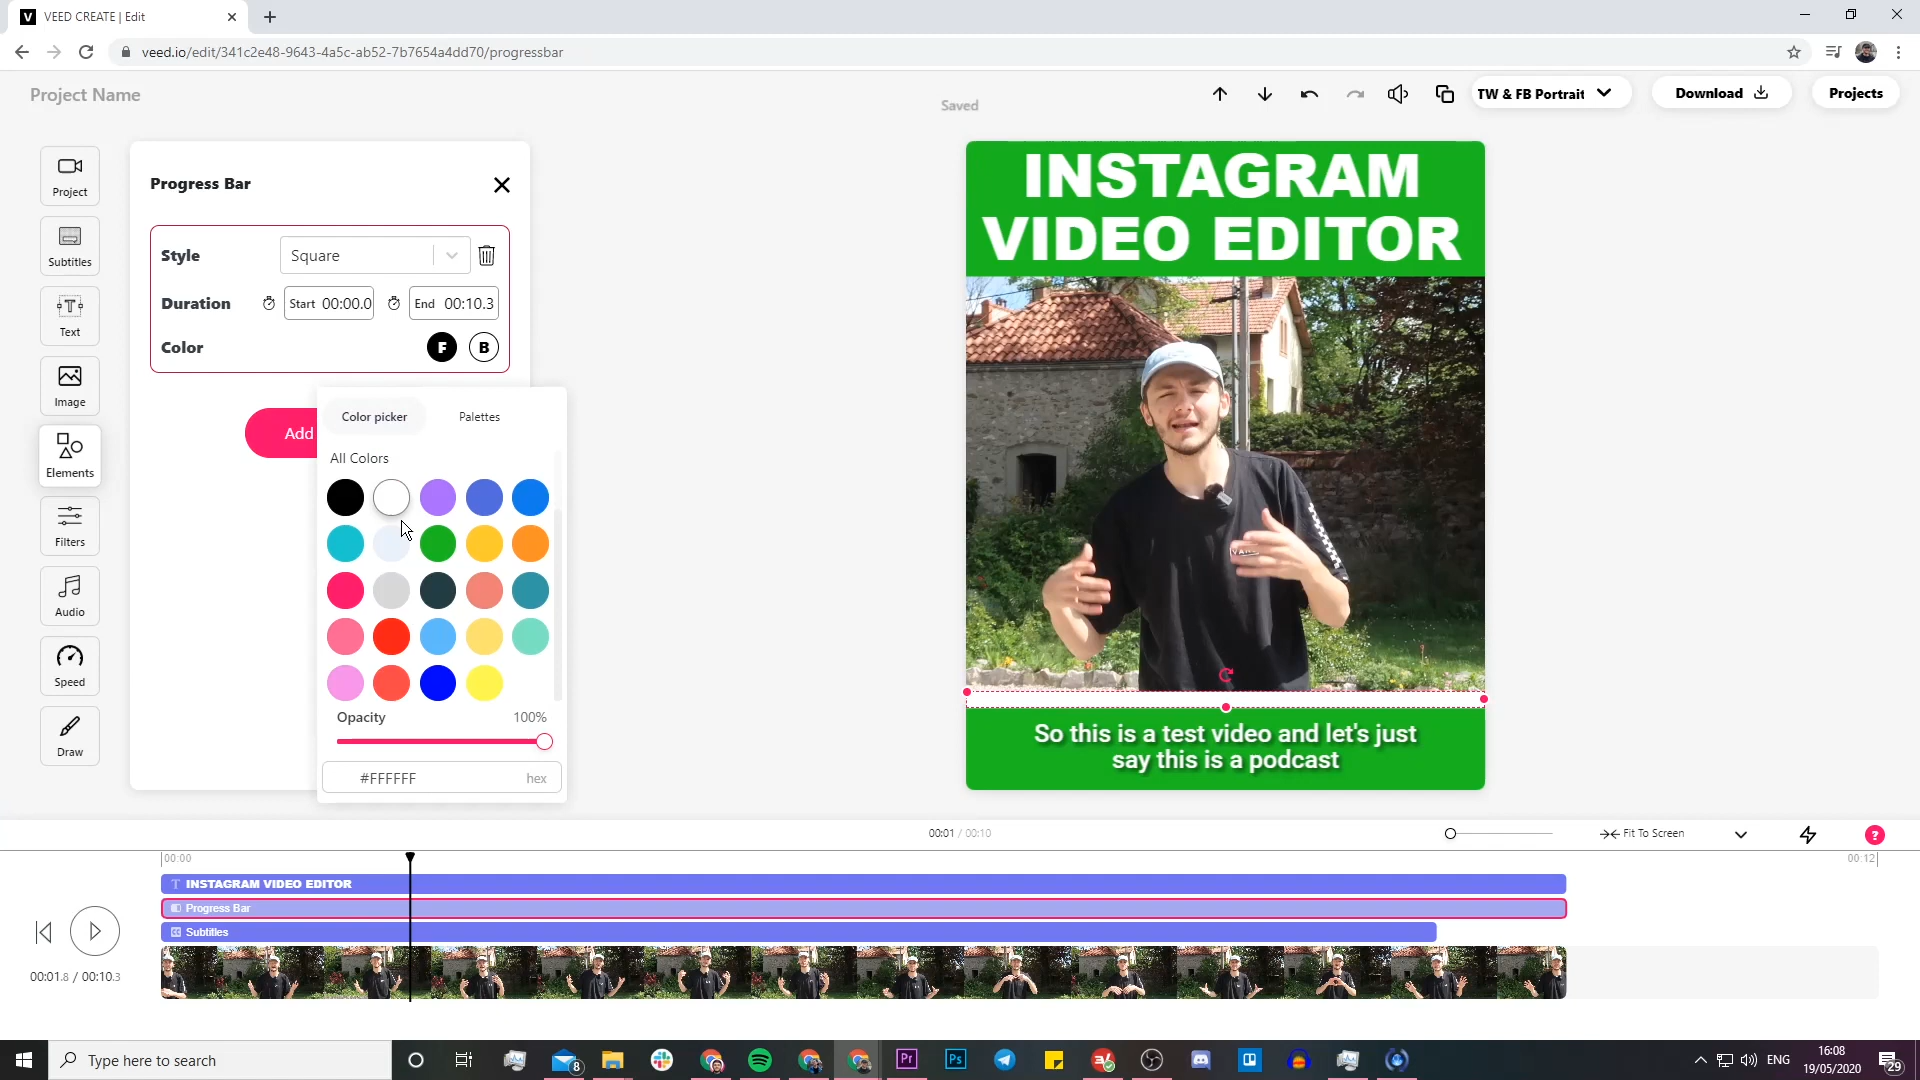 VEED CREATE | Edit
veed.io/edit/341c2e48-9643-4a5c-ab52-7b7654a4dd70/progressbar
Project Name
Saved
TW & FB Portrait
Download
Projects
Project
Subtitles
Text
Image
Elements
Filters
Audio
Speed
Draw
Progress Bar
Style
Square
Duration
Start 00:00.0
End 00:10.3
Color
F
B
Add
Color picker
Palettes
All Colors
Opacity
100%
#FFFFFF
hex
INSTAGRAM
VIDEO EDITOR
So this is a test video and let's just
say this is a podcast
00:01 / 00:10
Fit To Screen
?
00:00
00:12
INSTAGRAM VIDEO EDITOR
Progress Bar
Subtitles
00:01.8 / 00:10.3
Type here to search
8
Pr
Ps
ENG
16:08
19/05/2020
29